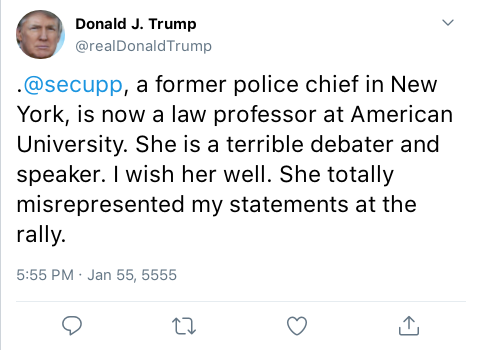 Donald J. Trump
@realDonaldTrump
.@secupp, a former police chief in New
York, is now a law professor at American
University. She is a terrible debater and
speaker. I wish her well. She totally
misrepresented my statements at the
rally.
5:55 PM · Jan 55, 5555